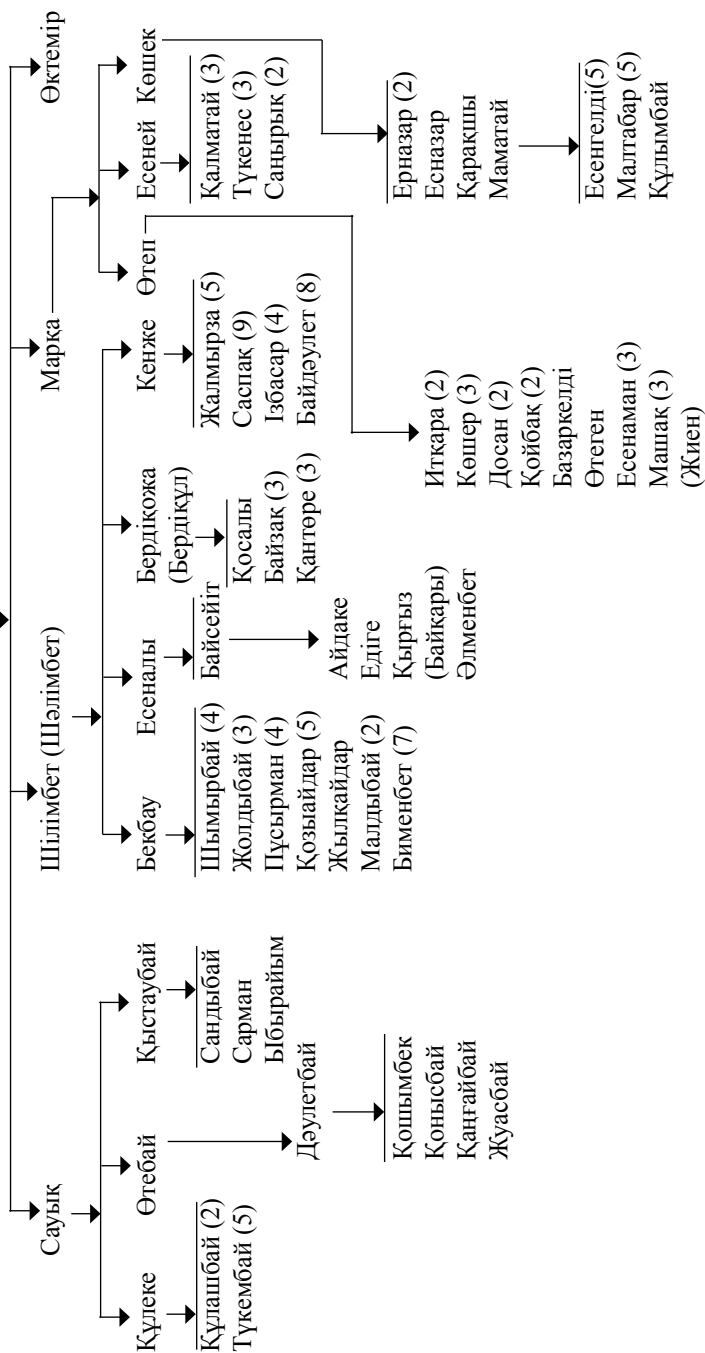 Сауық
Шілімбет (Шәлімбет)
Марқа
Өктемір
Құлеке
Өтебай
Қыстаубай
Бекбау
Есеналы
Бердіқожа
(Бердіқұл)
Кенже
Өтеп
Есеней
Көшек
Құлашбай (2)
Түкембай (5)
Дәулетбай
Қошымбек
Қонысбай
Қаңғайбай
Жуасбай
Сандыбай
Сарман
Ыбырайым
Шымырбай (4)
Жолдыбай (3)
Пұсырман (4)
Қозыайдар (5)
Жылқайдар
Малдыбай (2)
Бименбет (7)
Байсейіт
Айдаке
Едіге
Қырғыз
(Байқары)
Әлменбет
Қосалы
Байзақ (3)
Қантөре (3)
Жалмырза (5)
Саспақ (9)
Ізбасар (4)
Байдәулет (8)
Итқара (2)
Көшер (3)
Досан (2)
Қойбақ (2)
Базаркелді
Өтеген
Есенаман (3)
Машақ (3)
(Жиен)
Қалматай (3)
Түкенес (3)
Саңырық (2)
Ерназар (2)
Есназар
Қарақшы
Маматай
Есенгелді(5)
Малтабар (5)
Құлымбай